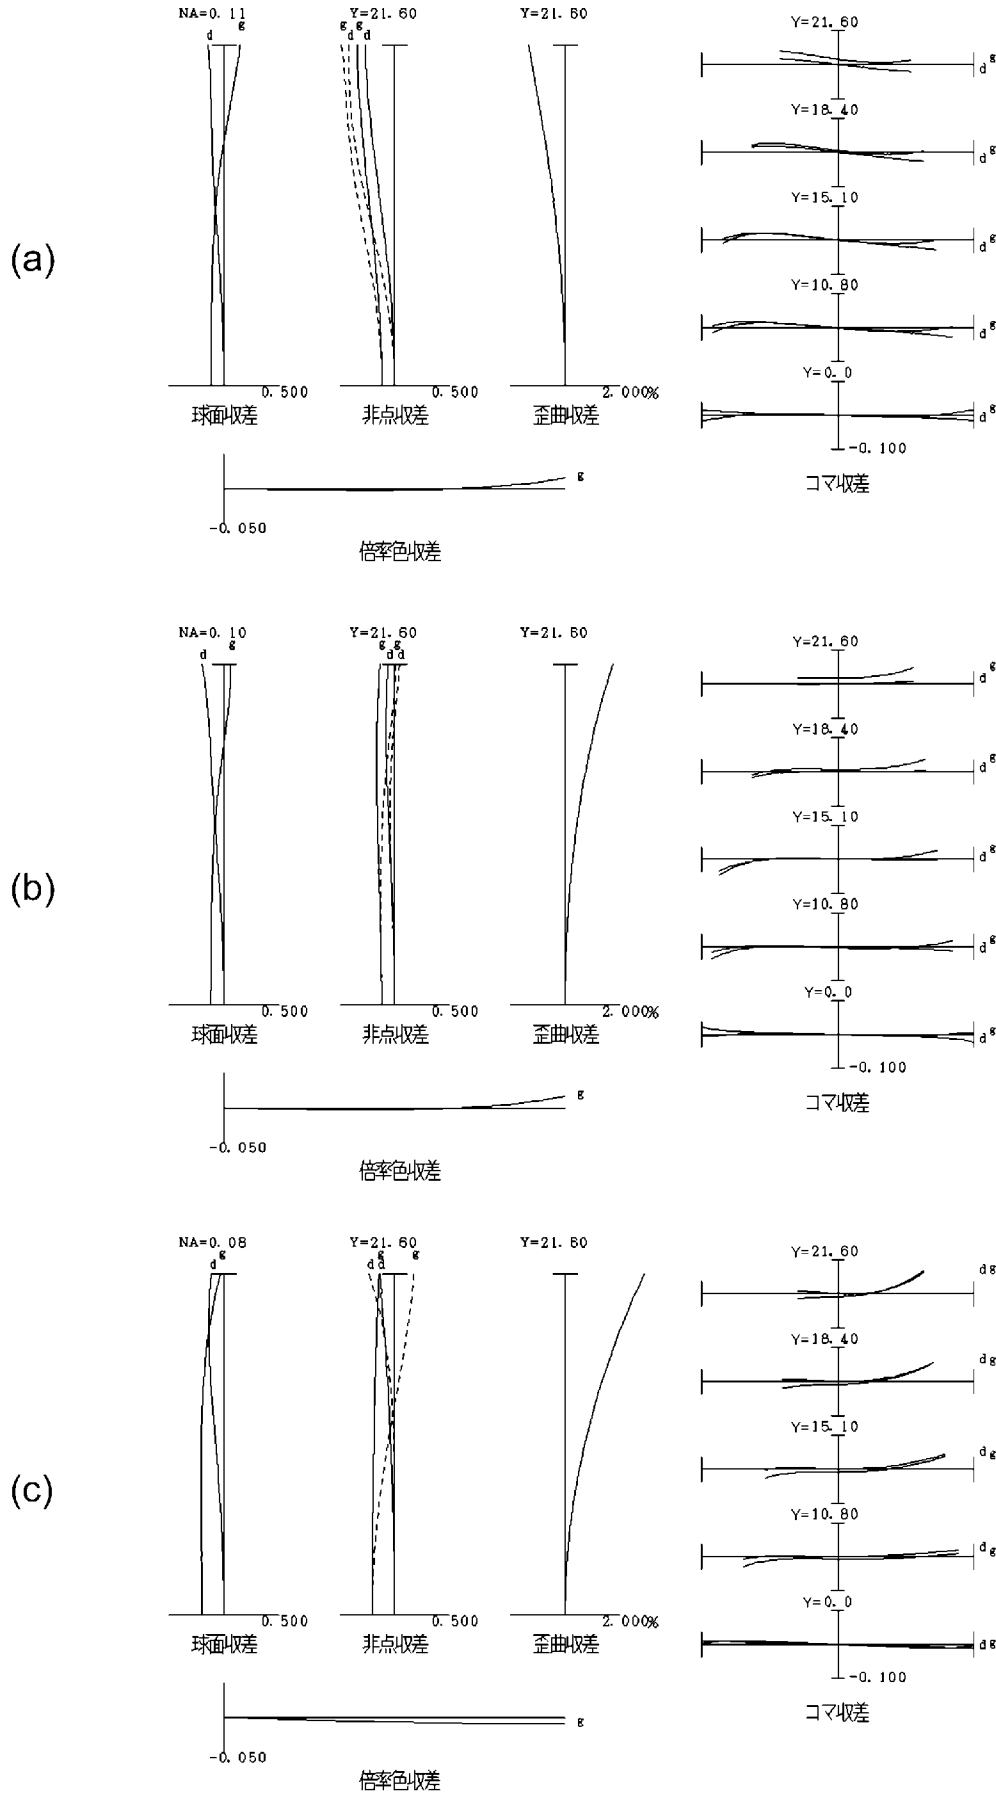 (a)
NA=0.11
d g
球面収差
0.500
Y=21.60
g d g d
非点収差
0.500
Y=21.60
歪曲収差
2.000%
g
-0.050
倍率色収差
Y=21.60
d g
Y=18.40
d g
Y=15.10
d g
Y=10.80
d g
Y=0.0
d g
-0.100
コマ収差
(b)
NA=0.10
d g
球面収差
0.500
Y=21.60
g d g d
非点収差
0.500
Y=21.60
歪曲収差
2.000%
g
-0.050
倍率色収差
Y=21.60
d g
Y=18.40
d g
Y=15.10
d g
Y=10.80
d g
Y=0.0
d g
-0.100
コマ収差
(c)
NA=0.08
d g
球面収差
0.500
Y=21.60
d g d g
非点収差
0.500
Y=21.60
歪曲収差
2.000%
g
-0.050
倍率色収差
Y=21.60
d g
Y=18.40
d g
Y=15.10
d g
Y=10.80
d g
Y=0.0
d g
-0.100
コマ収差